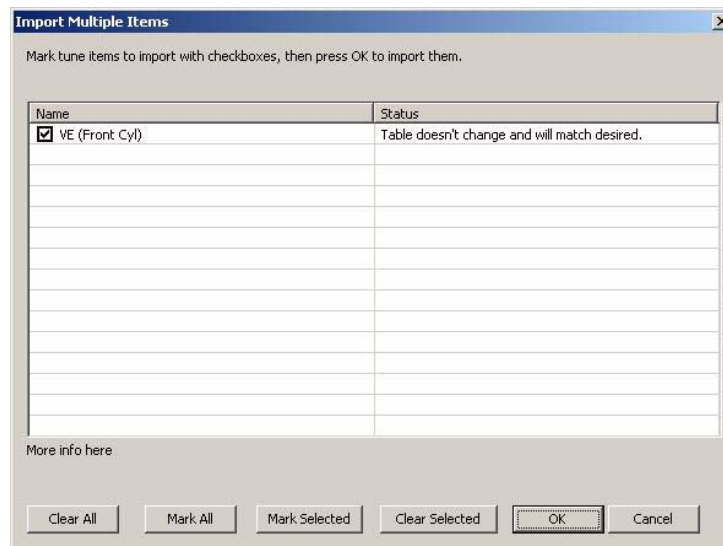 Import Multiple Items
Mark tune items to import with checkboxes, then press OK to import them.
Name Status
VE (Front Cyl) Table doesn't change and will match desired.
More info here
Clear All Mark All Mark Selected Clear Selected OK Cancel